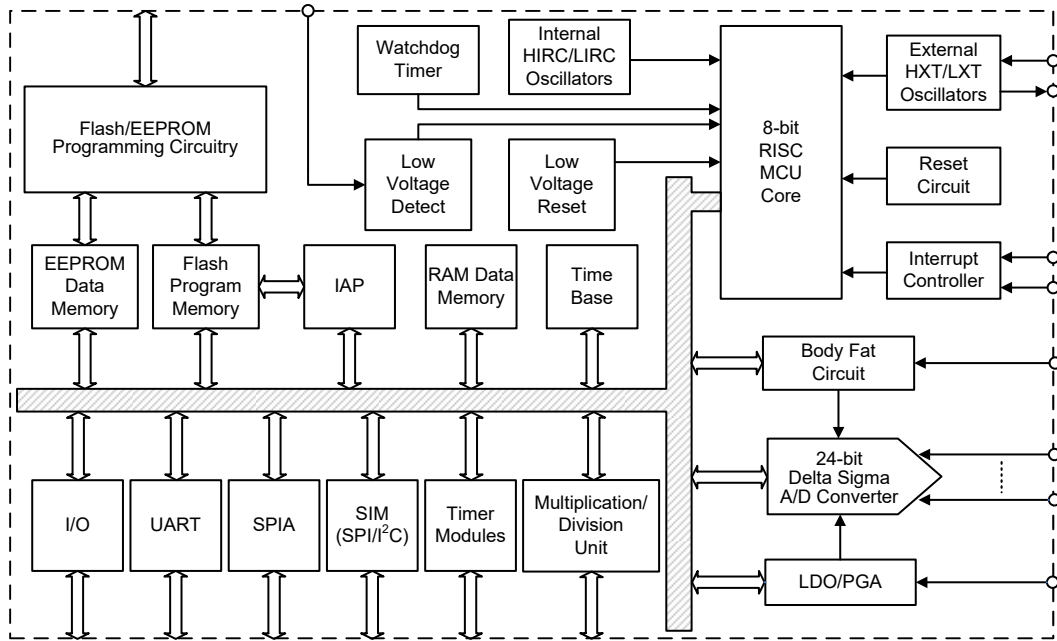 Watchdog
Timer
Internal
HIRC/LIRC
Oscillators
External
HXT/LXT
Oscillators
Flash/EEPROM
Programming Circuitry
8-bit
RISC
MCU
Core
Low
Voltage
Detect
Low
Voltage
Reset
Reset
Circuit
EEPROM
Data
Memory
Flash
Program
Memory
IAP
RAM Data
Memory
Time
Base
Interrupt
Controller
Body Fat
Circuit
24-bit
Delta Sigma
A/D Converter
I/O
UART
SPIA
SIM
(SPI/I²C)
Timer
Modules
Multiplication/
Division
Unit
LDO/PGA